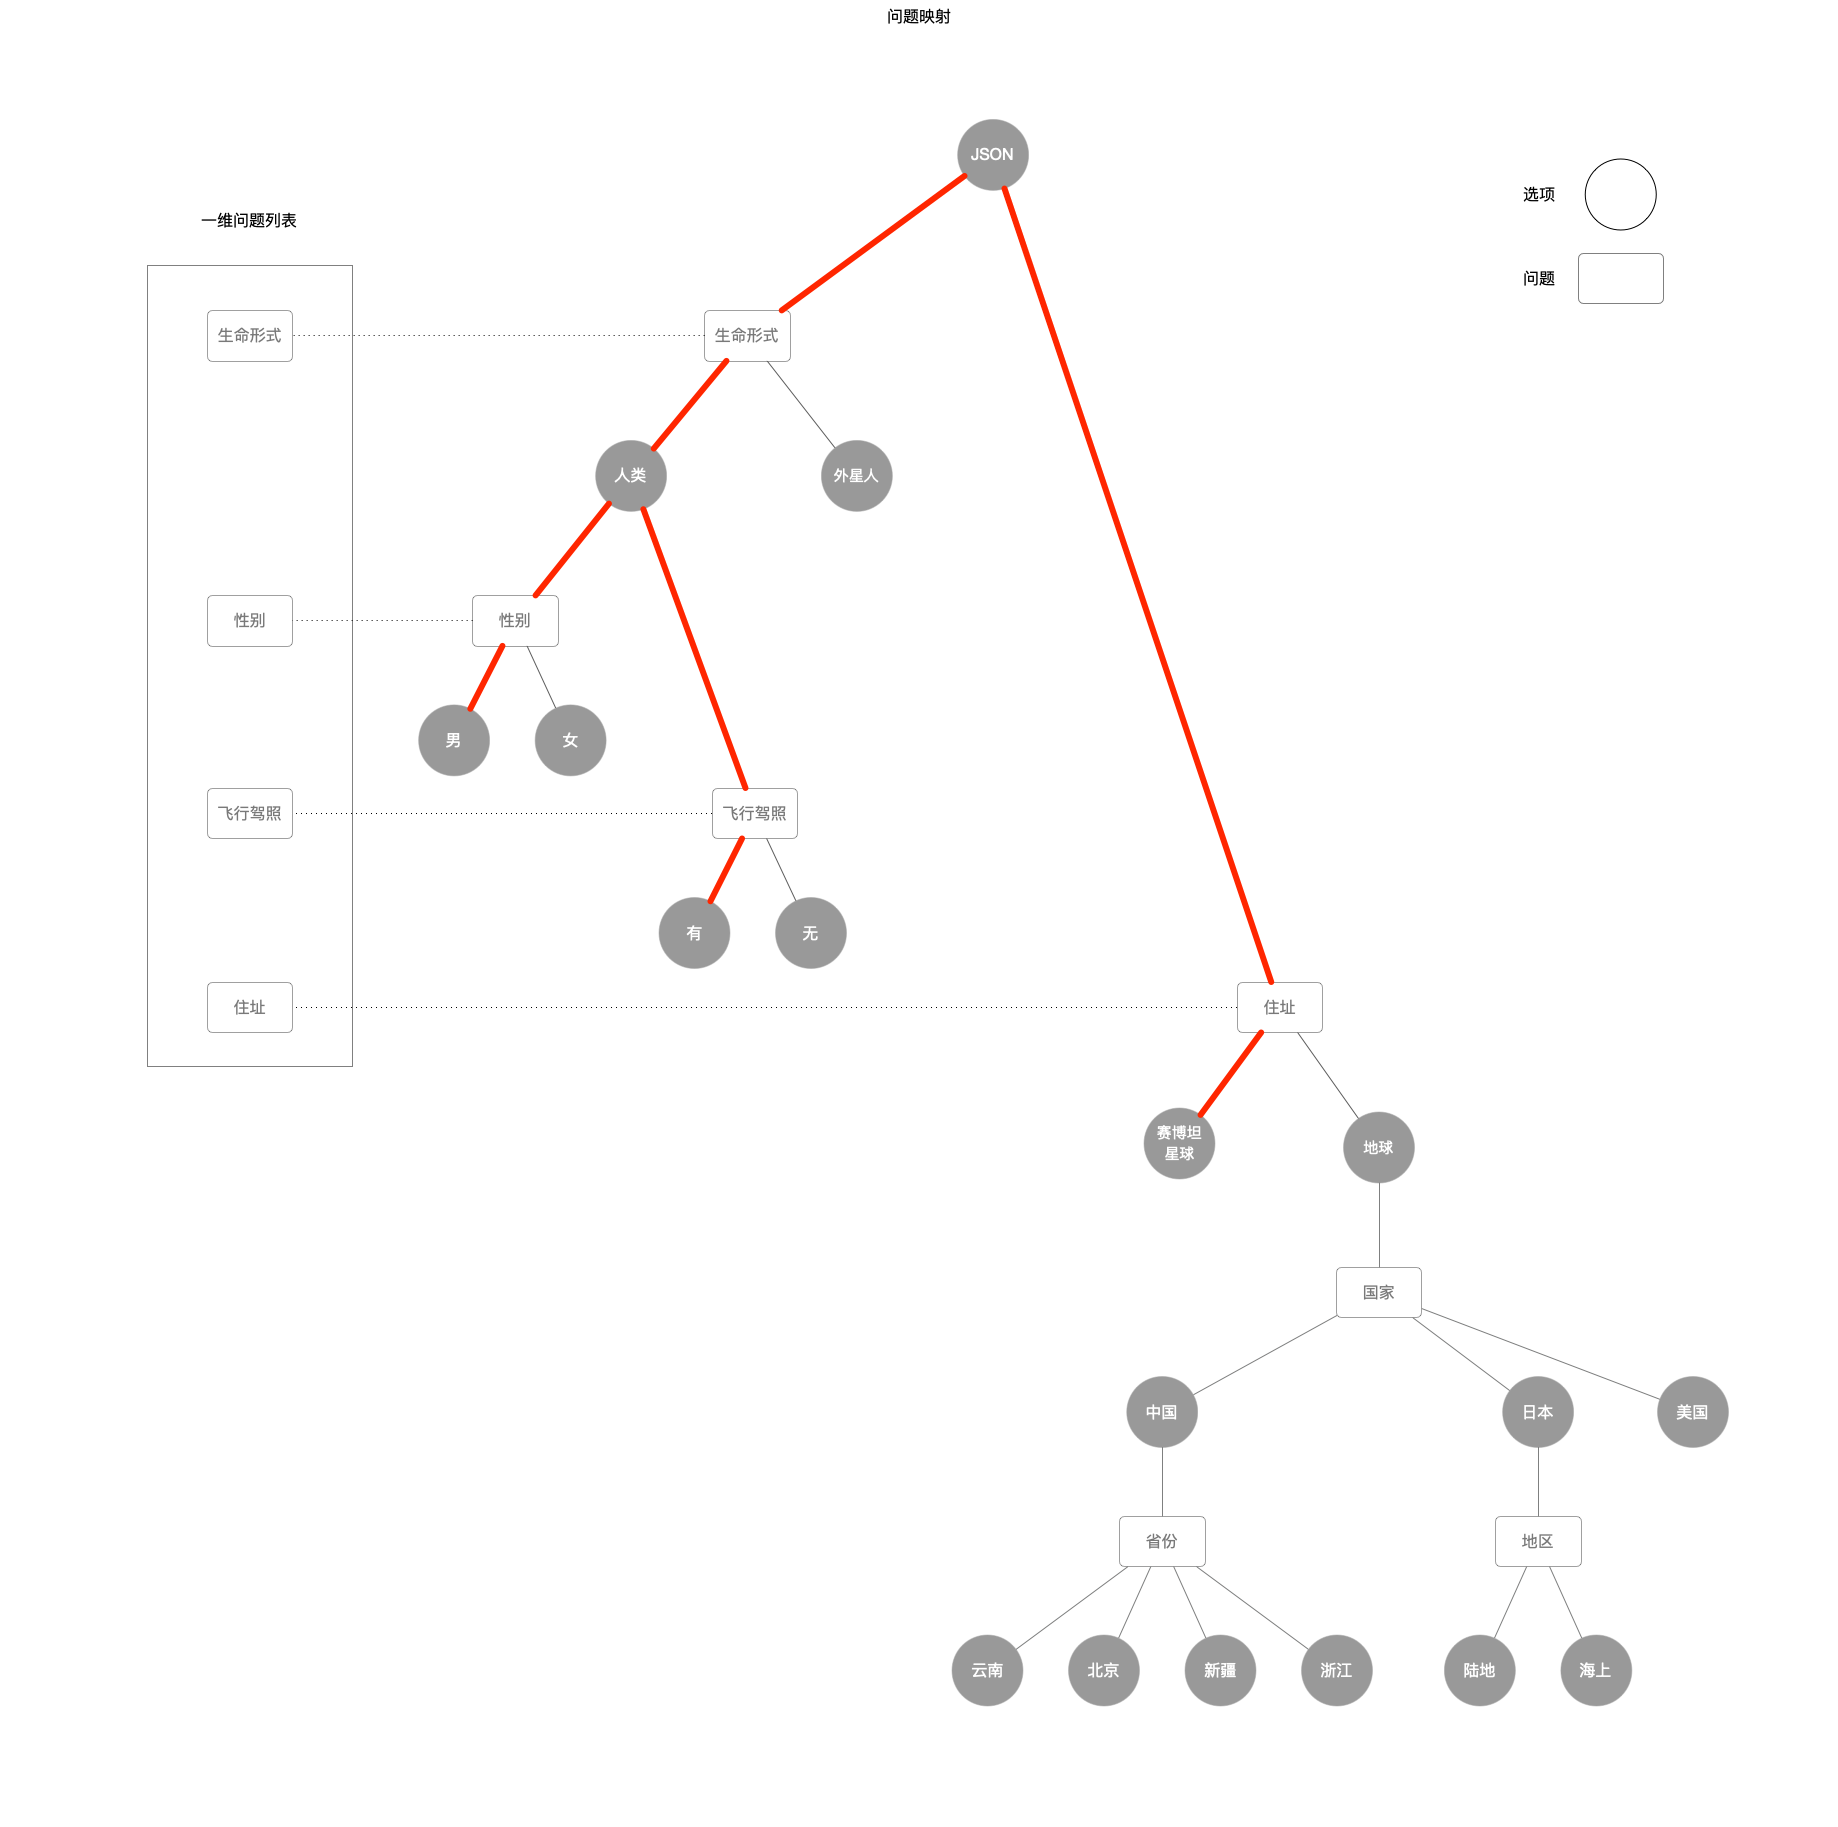 问题映射
JSON
选项
一维问题列表
问题
生命形式
生命形式
人类
外星人
性别
性别
男
女
飞行驾照
飞行驾照
有
无
住址
住址
赛博坦
星球
地球
国家
中国
日本
美国
省份
地区
云南
北京
新疆
浙江
陆地
海上